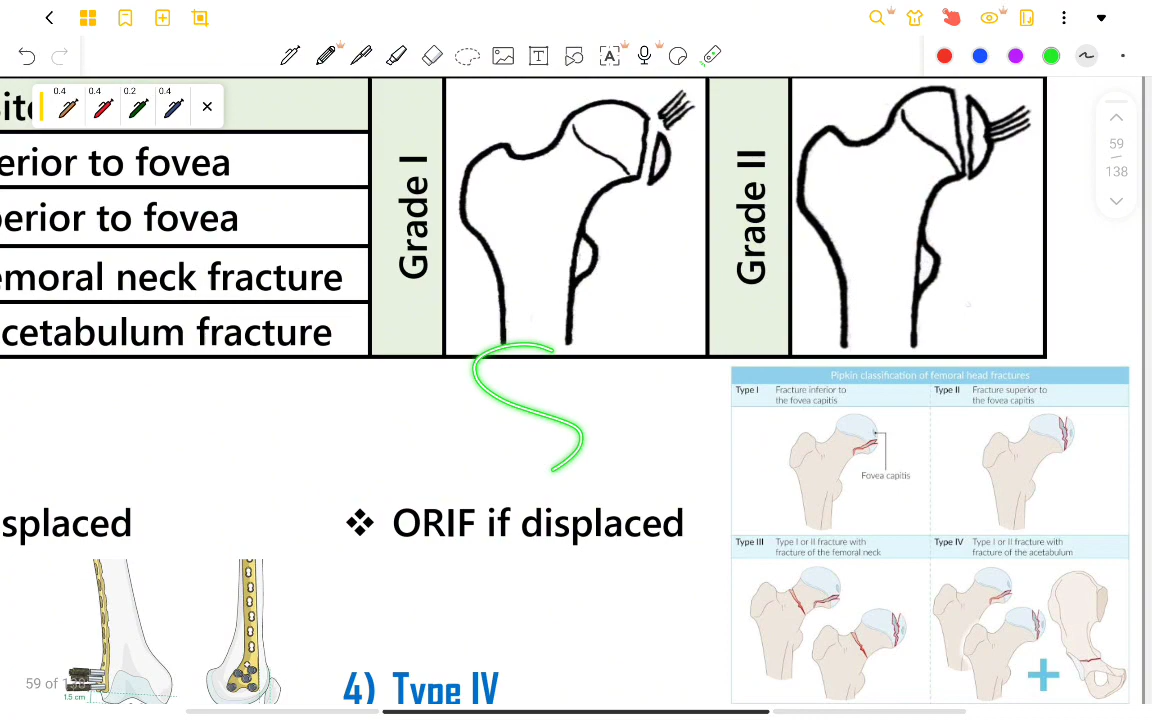 0.4 0.4 0.2 0.4
erior to fovea
perior to fovea
emoral neck fracture
cetabulum fracture
Grade I
Grade II
59
138
Pipkin classification of femoral head fractures
Type I Fracture inferior to
the fovea capitis
Type II Fracture superior to
the fovea capitis
Fovea capitis
splaced
❖ ORIF if displaced
Type III Type I or II fracture with
fracture of the femoral neck
Type IV Type I or II fracture with
fracture of the acetabulum
59 of 138
1.5 cm
4) Type IV